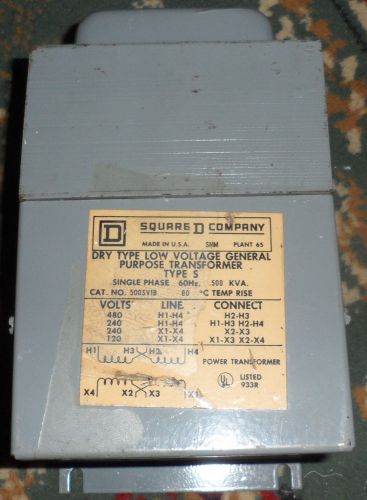 D SQUARE D COMPANY
MADE IN U.S.A. SMM PLANT 65
DRY TYPE LOW VOLTAGE GENERAL
PURPOSE TRANSFORMER
TYPE S
SINGLE PHASE 60Hz. .500 KVA.
CAT. NO. 500SV1B 80 °C TEMP RISE
VOLTS LINE CONNECT
480 H1-H4 H2-H3
240 H1-H4 H1-H3 H2-H4
240 X1-X4 X2-X3
120 X1-X4 X1-X3 X2-X4
H1 H3 H2 H4
POWER TRANSFORMER
X4 X2 X3 X1
UL LISTED
933R